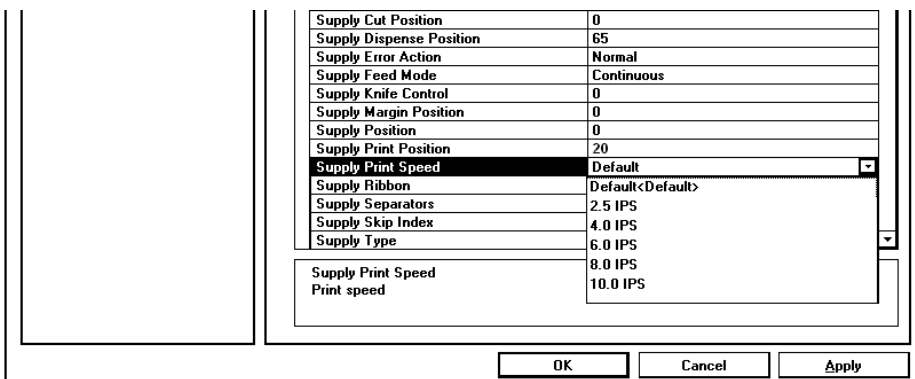 Supply Cut Position 0
Supply Dispense Position 65
Supply Error Action Normal
Supply Feed Mode Continuous
Supply Knife Control 0
Supply Margin Position 0
Supply Position 0
Supply Print Position 20
Supply Print Speed Default
Supply Ribbon Default<Default>
Supply Separators 2.5 IPS
Supply Skip Index 4.0 IPS
Supply Type 6.0 IPS
8.0 IPS
Supply Print Speed 10.0 IPS
Print speed
OK Cancel Apply